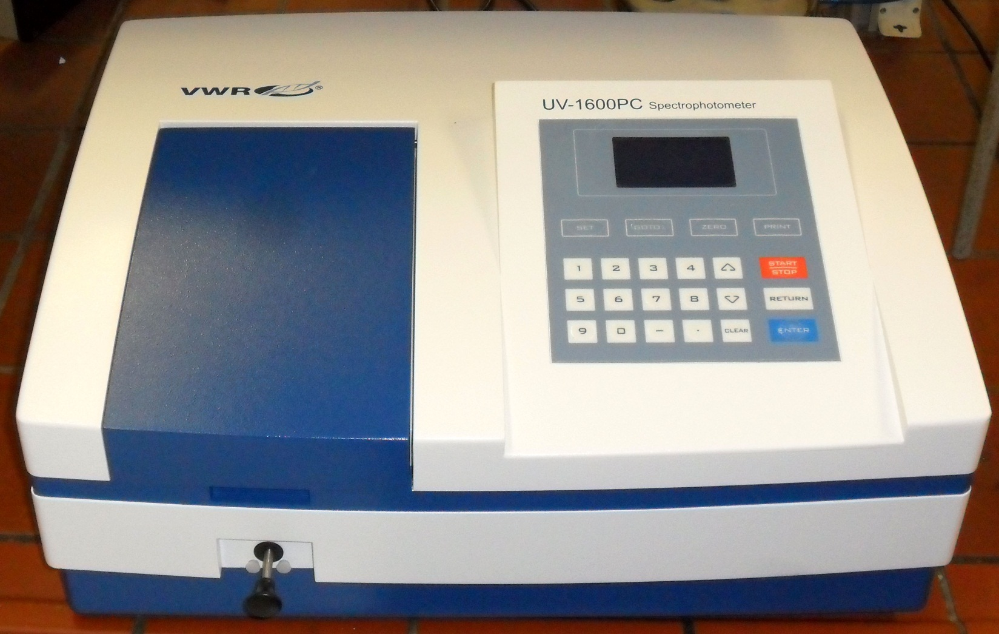 VWR®
UV-1600PC Spectrophotometer
SET GOTO ZERO PRINT
1 2 3 4 START
STOP
5 6 7 8 RETURN
9 0 — · CLEAR ENTER